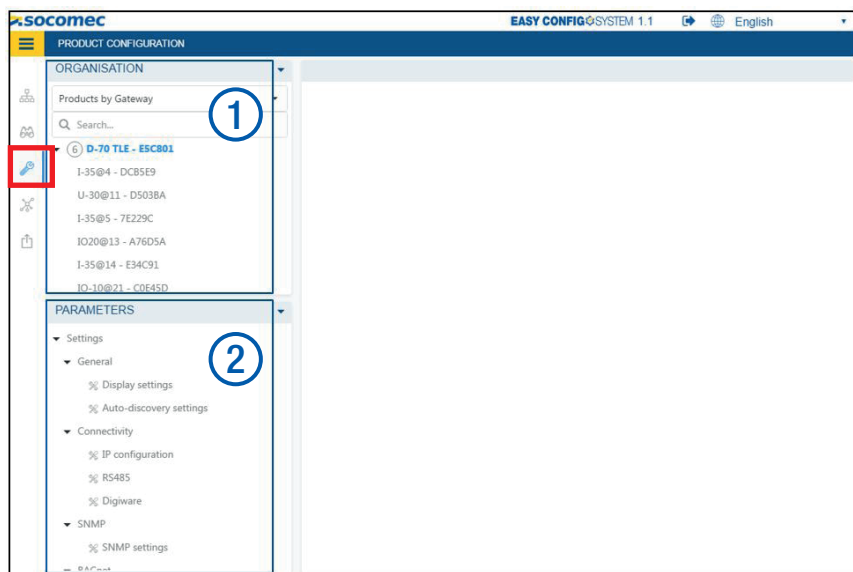 socomec
EASY CONFIG SYSTEM 1.1
English
PRODUCT CONFIGURATION
ORGANISATION
Products by Gateway
1
Search...
6 D-70 TLE - E5C801
I-35@4 - DCB5E9
U-30@11 - D503BA
I-35@5 - 7E229C
IO20@13 - A76D5A
I-35@14 - E34C91
IO-10@21 - C0E45D
PARAMETERS
Settings
2
General
Display settings
Auto-discovery settings
Connectivity
IP configuration
RS485
Digiware
SNMP
SNMP settings
BACnet